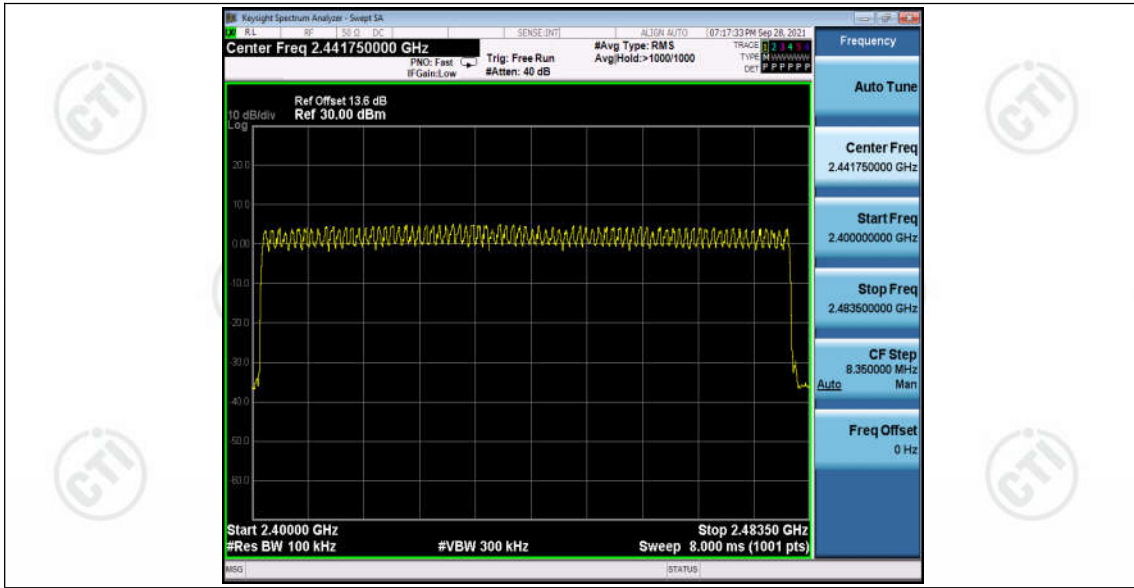 Keysight Spectrum Analyzer - Swept SA
RL RF 50 Ω DC SENSE:INT ALIGN AUTO 07:17:33 PM Sep 28, 2021
Center Freq 2.441750000 GHz
PNO: Fast
IFGain:Low
Trig: Free Run
#Atten: 40 dB
#Avg Type: RMS
Avg|Hold:>1000/1000
TRACE 1 2 3 4 5 6
TYPE M WWWWW
DET P P P P P P
Frequency
Auto Tune
Center Freq
2.441750000 GHz
Start Freq
2.400000000 GHz
Stop Freq
2.483500000 GHz
CF Step
8.350000 MHz
Auto Man
Freq Offset
0 Hz
Ref Offset 13.6 dB
10 dB/div Ref 30.00 dBm
Log
20.0
10.0
0.00
-10.0
-20.0
-30.0
-40.0
-50.0
-60.0
Start 2.40000 GHz Stop 2.48350 GHz
#Res BW 100 kHz #VBW 300 kHz Sweep 8.000 ms (1001 pts)
MSG STATUS
CTI
CTI
CTI
CTI